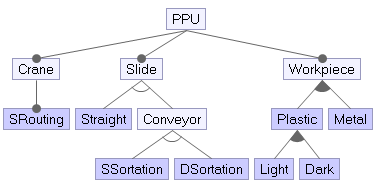 PPU
Crane Slide Workpiece
SRouting Straight Conveyor Plastic Metal
SSortation DSortation Light Dark